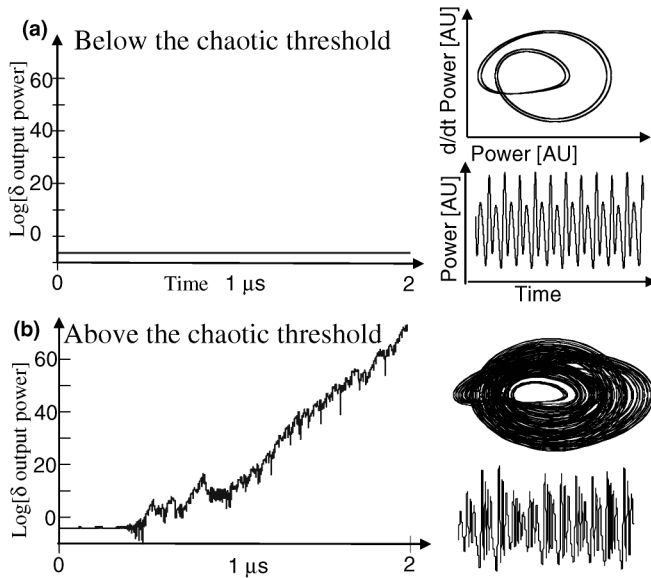 (a) Below the chaotic threshold
Log[δ output power]
60
40
20
0
0
Time 1 μs
2
d/dt Power [AU]
Power [AU]
Power [AU]
Time
(b) Above the chaotic threshold
Log[δ output power]
60
40
20
0
0
1 μs
2